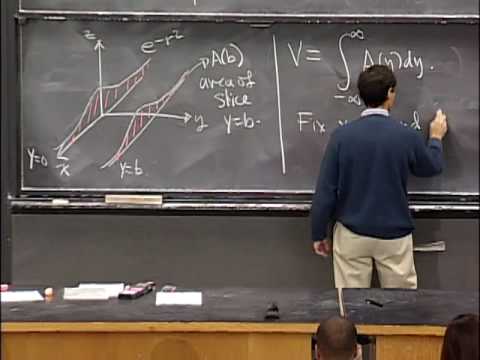 z
e^{-r^2}
A(b)
area of
slice
y=b.
y
y=0
x
y=b
V = ∫_{-∞}^{∞} A(y) dy.
Fix